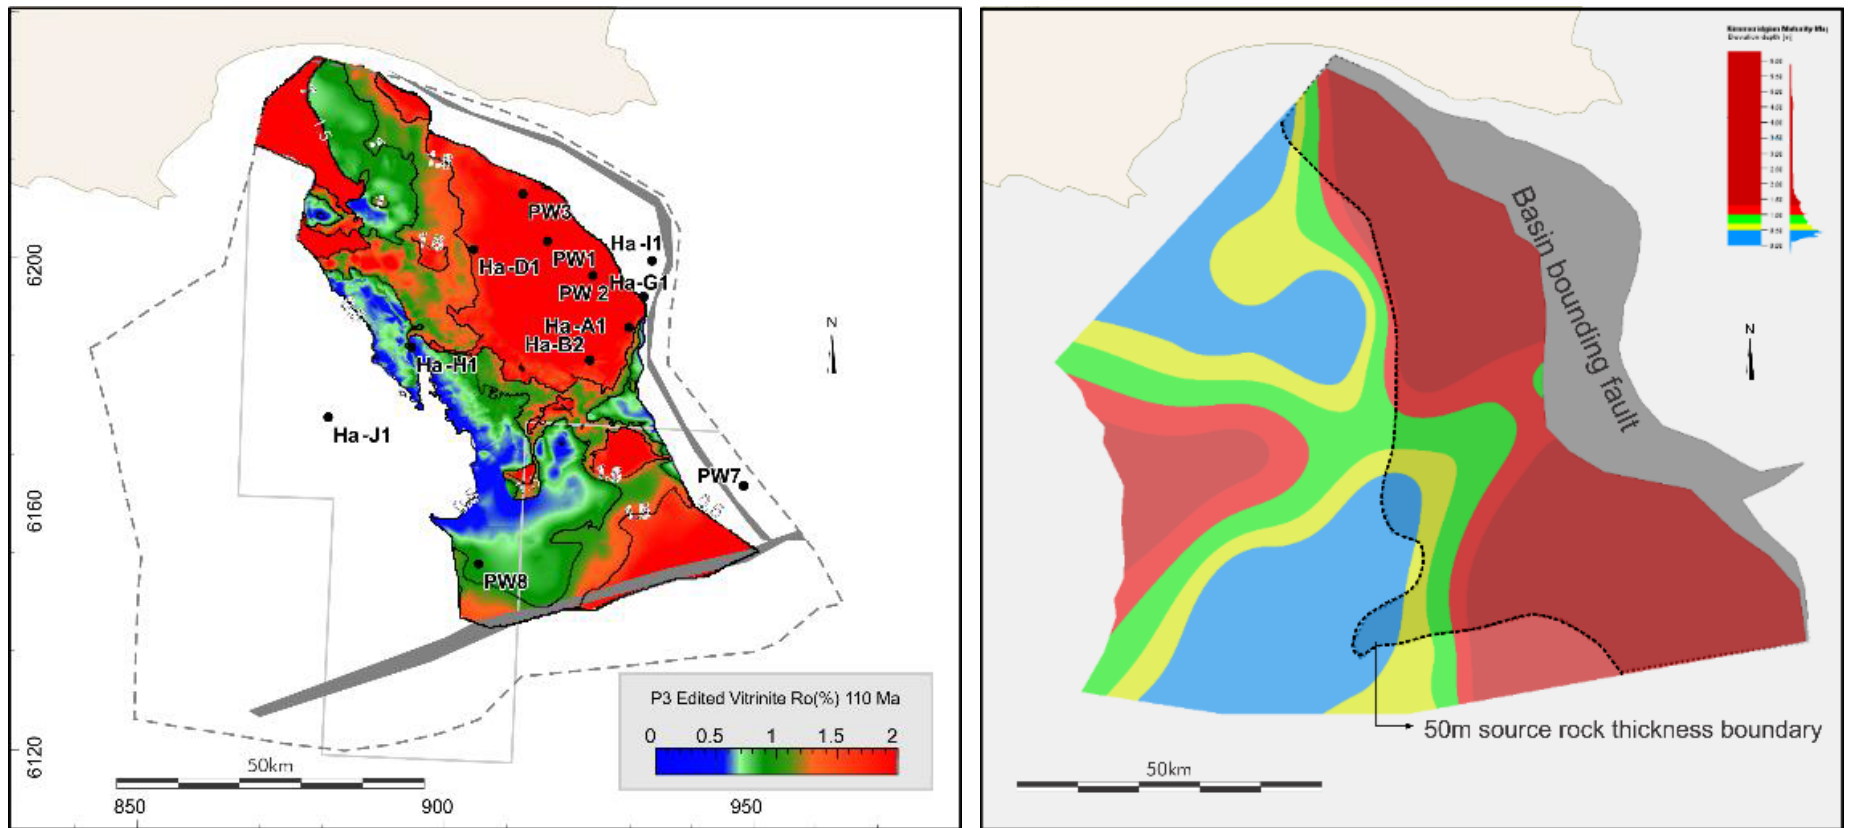 PW3
Ha-I1
Ha-D1
PW1
PW 2
Ha-G1
Ha-A1
Ha-B2
Ha-H1
Ha-J1
PW7
PW8
N
6200
6160
6120
P3 Edited Vitrinite Ro(%) 110 Ma
0 0.5 1 1.5 2
50km
850 900 950
Elevation depth [m]
Basin bounding fault
N
50m source rock thickness boundary
50km